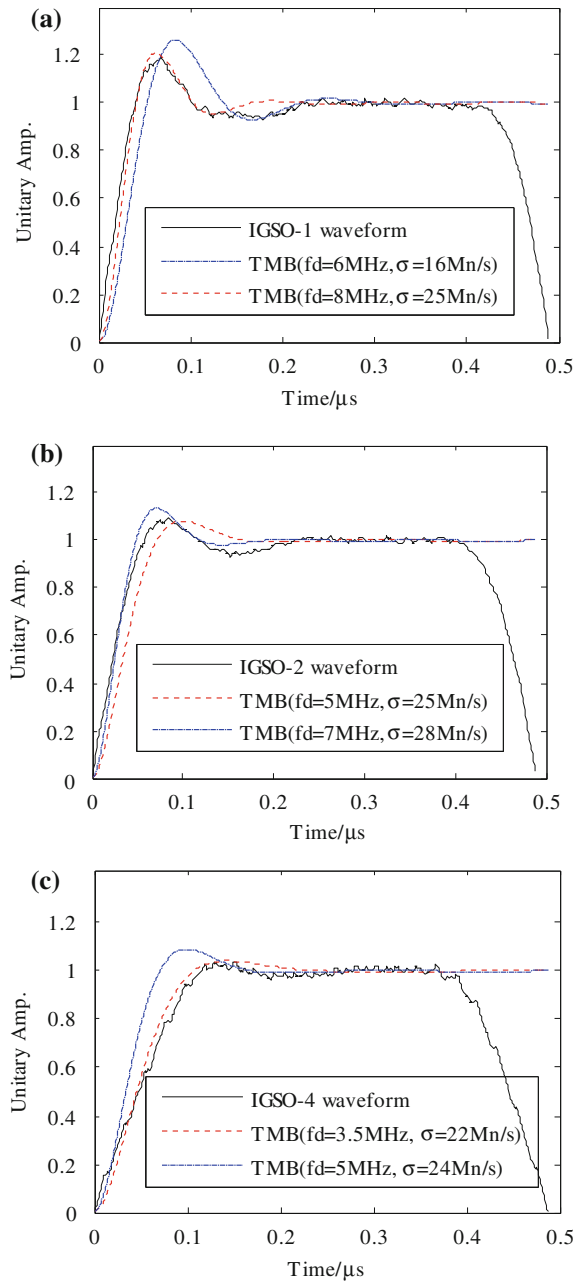 (a)
1.2
1
0.8
0.6
0.4
0.2
0
Unitary Amp.
IGSO-1 waveform
TMB(fd=6MHz, σ=16Mn/s)
TMB(fd=8MHz, σ=25Mn/s)
0 0.1 0.2 0.3 0.4 0.5
Time/μs
(b)
1.2
1
0.8
0.6
0.4
0.2
0
Unitary Amp.
IGSO-2 waveform
TMB(fd=5MHz, σ=25Mn/s)
TMB(fd=7MHz, σ=28Mn/s)
0 0.1 0.2 0.3 0.4 0.5
Time/μs
(c)
1.2
1
0.8
0.6
0.4
0.2
0
Unitary Amp.
IGSO-4 waveform
TMB(fd=3.5MHz, σ=22Mn/s)
TMB(fd=5MHz, σ=24Mn/s)
0 0.1 0.2 0.3 0.4 0.5
Time/μs